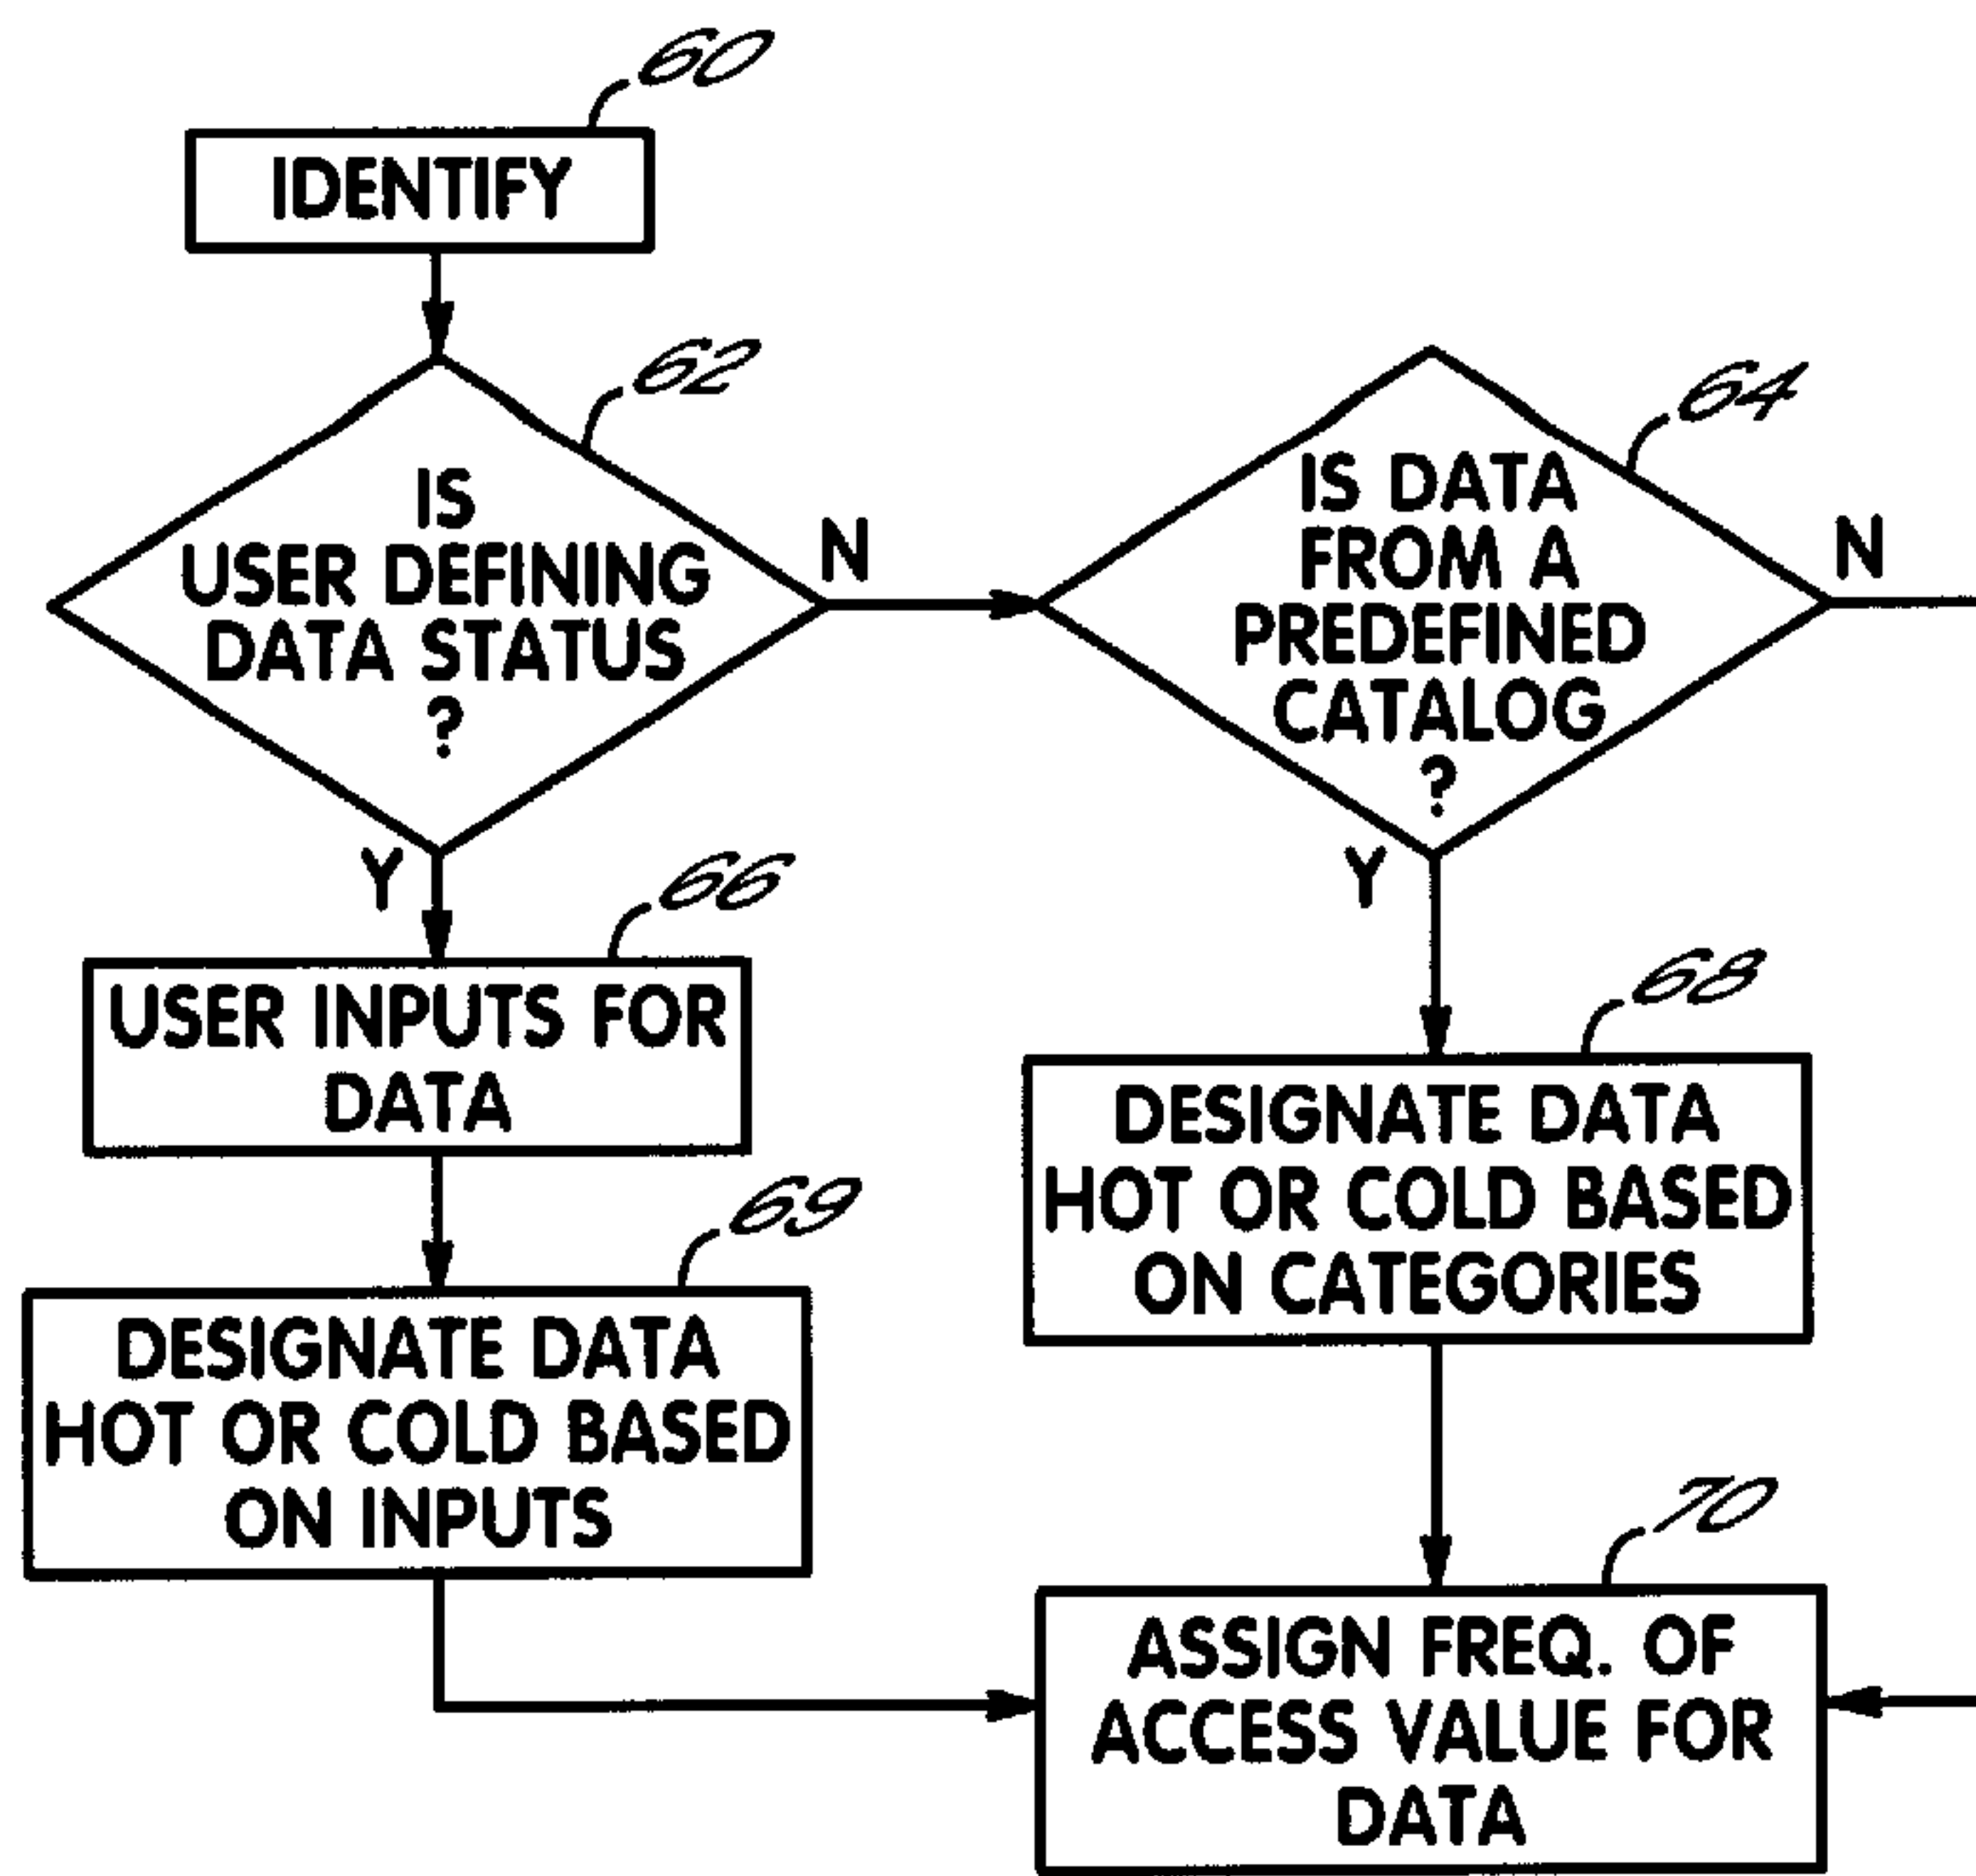 60
IDENTIFY
62
IS
USER DEFINING
DATA STATUS
?
N
Y
64
IS DATA
FROM A
PREDEFINED
CATALOG
?
N
Y
66
USER INPUTS FOR
DATA
68
DESIGNATE DATA
HOT OR COLD BASED
ON CATEGORIES
69
DESIGNATE DATA
HOT OR COLD BASED
ON INPUTS
70
ASSIGN FREQ. OF
ACCESS VALUE FOR
DATA